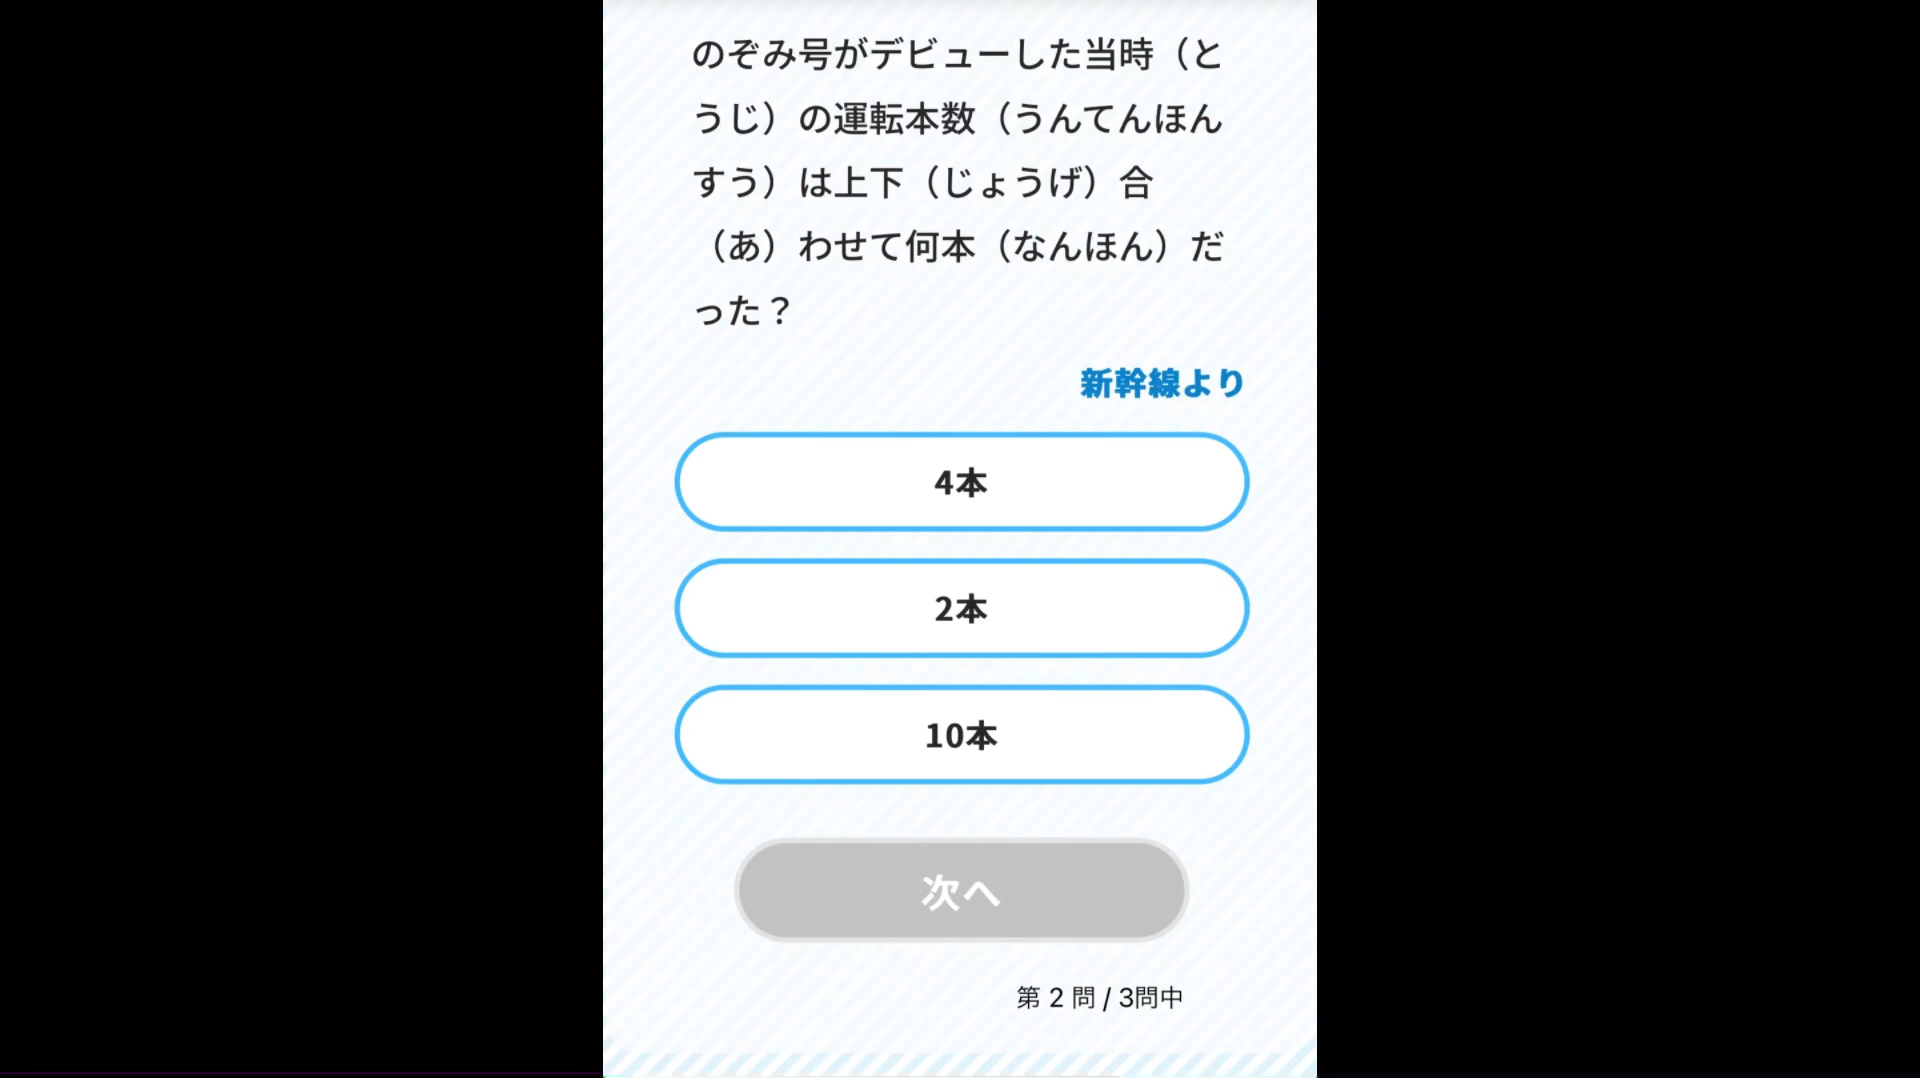 のぞみ号がデビューした当時（と
うじ）の運転本数（うんてんほん
すう）は上下（じょうげ）合
（あ）わせて何本（なんほん）だ
った？
新幹線より
4本
2本
10本
次へ
第 2 問 / 3問中